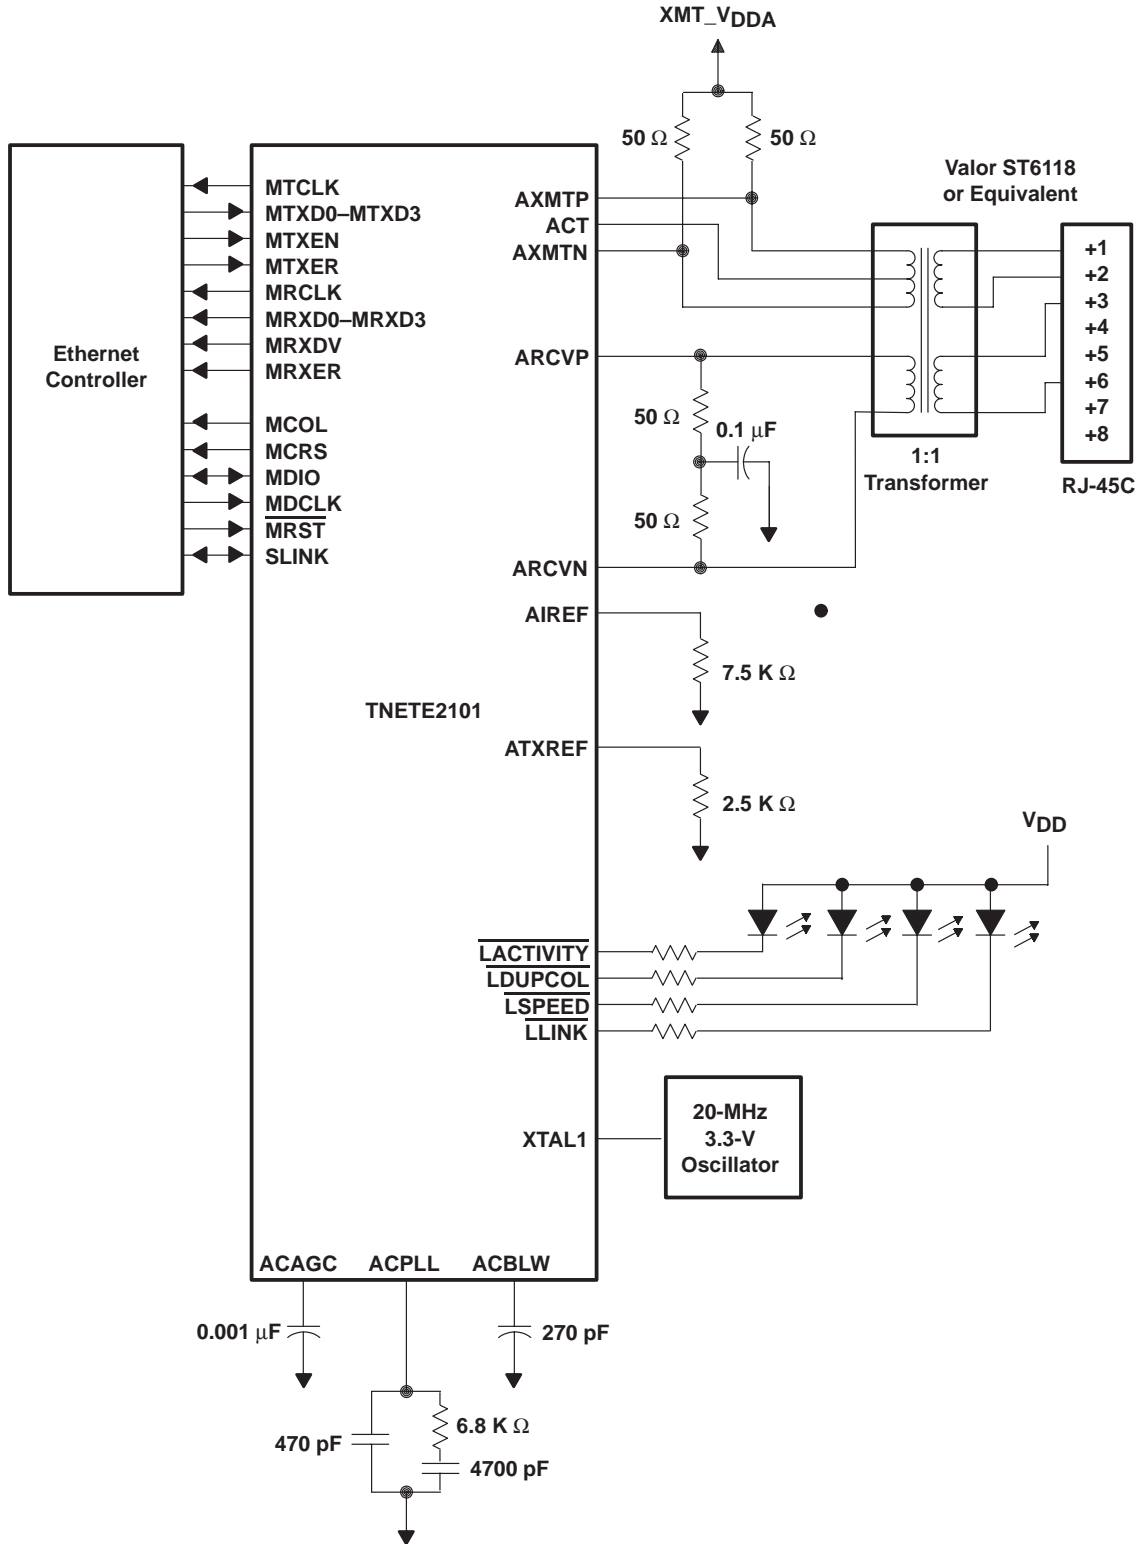 XMT_VDDA
50 Ω
50 Ω
Valor ST6118
or Equivalent
Ethernet
Controller
MTCLK
MTXD0–MTXD3
MTXEN
MTXER
MRCLK
MRXD0–MRXD3
MRXDV
MRXER
MCOL
MCRS
MDIO
MDCLK
MRST
SLINK
AXMTP
ACT
AXMTN
ARCVP
50 Ω
0.1 μF
50 Ω
ARCVN
+1
+2
+3
+4
+5
+6
+7
+8
1:1
Transformer
RJ-45C
AIREF
7.5 K Ω
TNETE2101
ATXREF
2.5 K Ω
VDD
LACTIVITY
LDUPCOL
LSPEED
LLINK
XTAL1
20-MHz
3.3-V
Oscillator
ACAGC
ACPLL
ACBLW
0.001 μF
270 pF
470 pF
6.8 K Ω
4700 pF